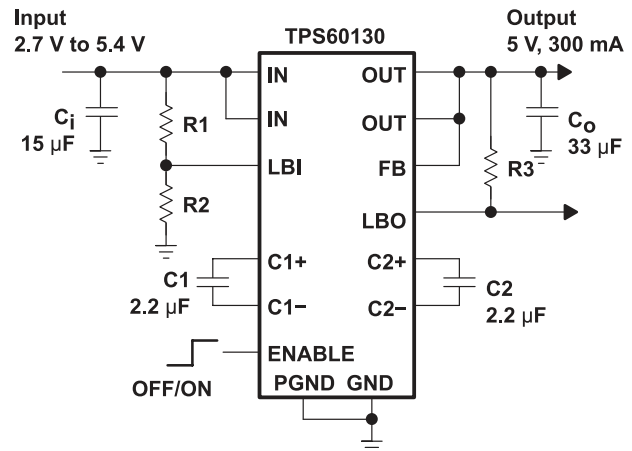 Input
2.7 V to 5.4 V
TPS60130
Output
5 V, 300 mA
IN
OUT
Ci
15 µF
R1
IN
OUT
Co
33 µF
LBI
FB
R3
R2
LBO
C1
2.2 µF
C1+
C2+
C1−
C2−
C2
2.2 µF
ENABLE
OFF/ON
PGND GND